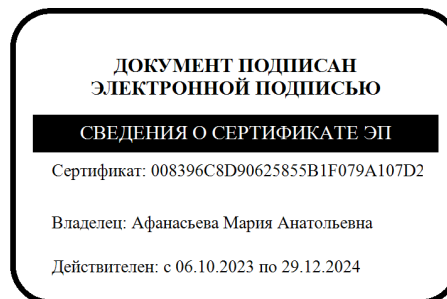 ДОКУМЕНТ ПОДПИСАН
ЭЛЕКТРОННОЙ ПОДПИСЬЮ
СВЕДЕНИЯ О СЕРТИФИКАТЕ ЭП
Сертификат: 008396C8D90625855B1F079A107D2
Владелец: Афанасьева Мария Анатольевна
Действителен: с 06.10.2023 по 29.12.2024